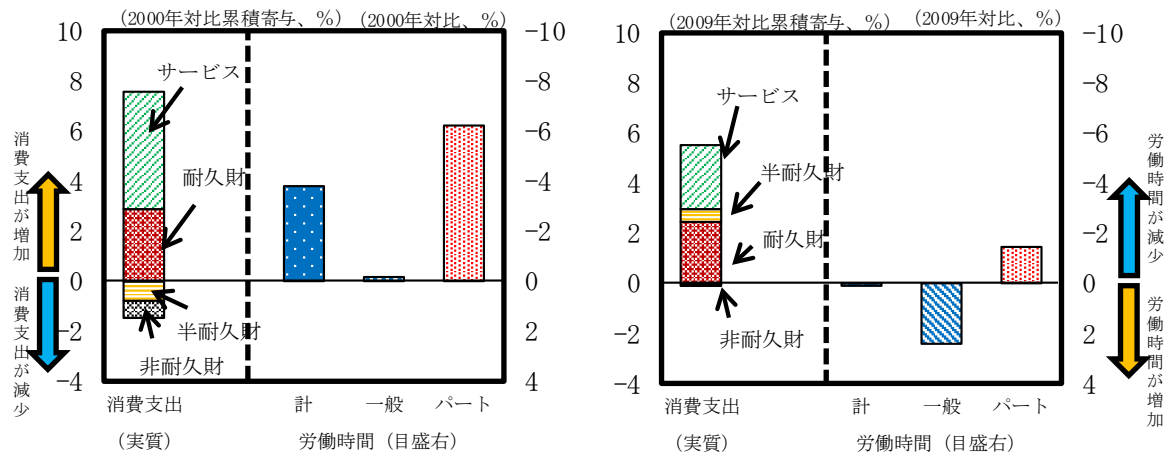 (2000年対比累積寄与、%)
(2000年対比、%)
10
8
6
4
2
0
-2
-4
-10
-8
-6
-4
-2
0
2
4
サービス
耐久財
半耐久財
非耐久財
消費支出が増加
消費支出が減少
消費支出
(実質)
計
一般
パート
労働時間（目盛右）
(2009年対比累積寄与、%)
(2009年対比、%)
10
8
6
4
2
0
-2
-4
-10
-8
-6
-4
-2
0
2
4
サービス
半耐久財
耐久財
非耐久財
労働時間が減少
労働時間が増加
消費支出
(実質)
計
一般
パート
労働時間（目盛右）